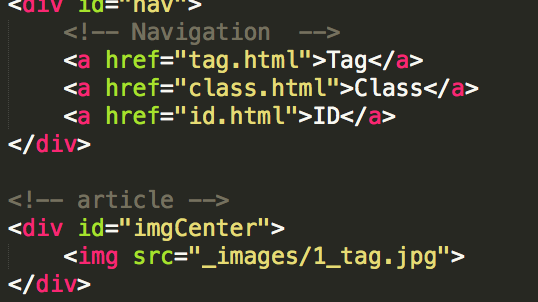 <div id="nav">
<!-- Navigation  -->
<a href="tag.html">Tag</a>
<a href="class.html">Class</a>
<a href="id.html">ID</a>
</div>
<!-- article -->
<div id="imgCenter">
<img src="_images/1_tag.jpg">
</div>